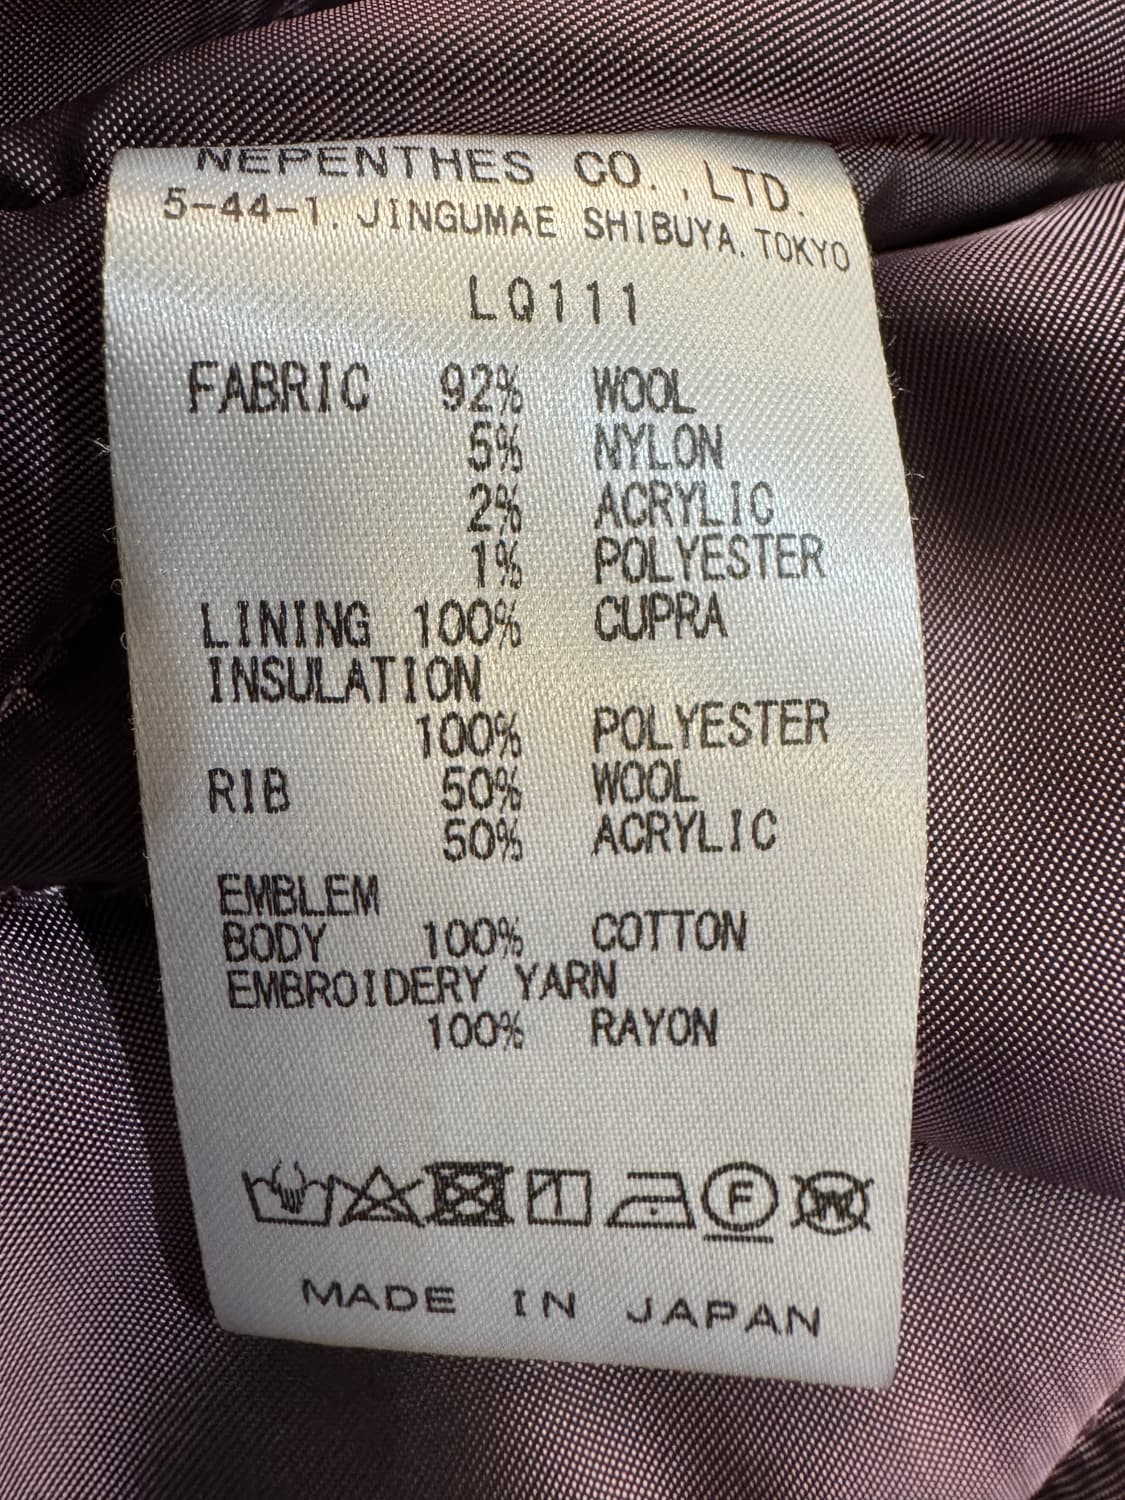 NEPENTHES CO., LTD.
5-44-1, JINGUMAE SHIBUYA, TOKYO
LQ111
FABRIC 92% WOOL
5% NYLON
2% ACRYLIC
1% POLYESTER
LINING 100% CUPRA
INSULATION
100% POLYESTER
RIB 50% WOOL
50% ACRYLIC
EMBLEM
BODY 100% COTTON
EMBROIDERY YARN
100% RAYON
F W
MADE IN JAPAN